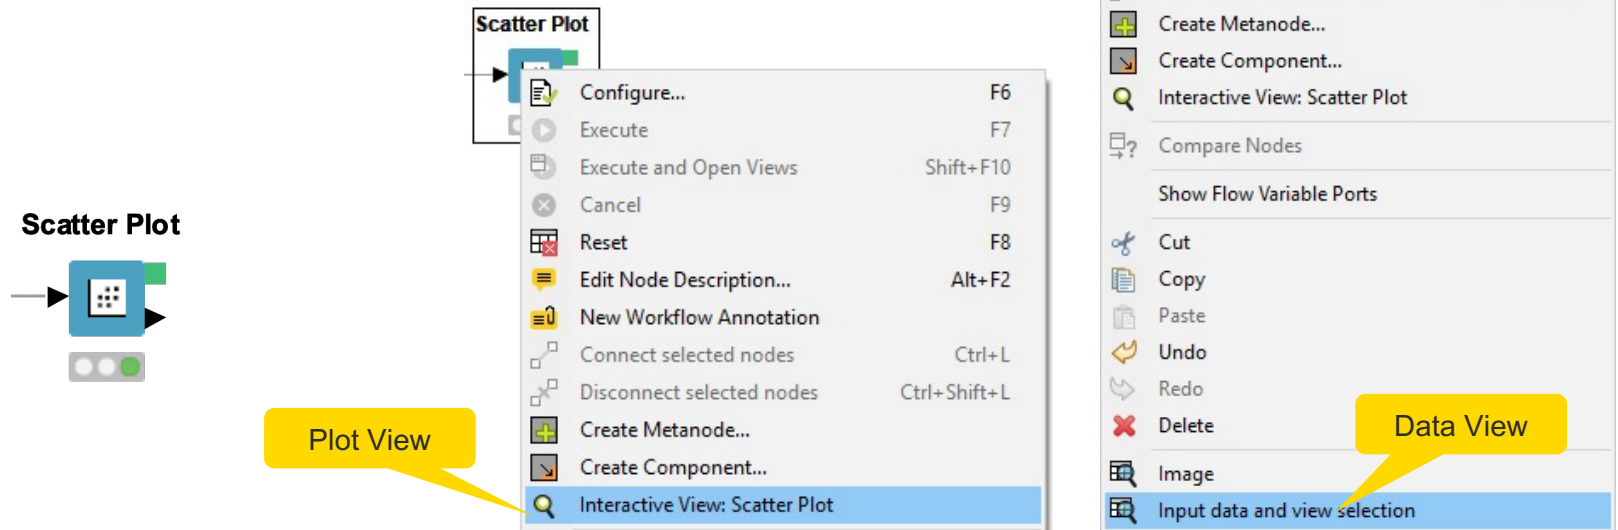 Scatter Plot
Plot View
Scatter Plot
Configure... F6
Execute F7
Execute and Open Views Shift+F10
Cancel F9
Reset F8
Edit Node Description... Alt+F2
New Workflow Annotation
Connect selected nodes Ctrl+L
Disconnect selected nodes Ctrl+Shift+L
Create Metanode...
Create Component...
Interactive View: Scatter Plot
Create Metanode...
Create Component...
Interactive View: Scatter Plot
Compare Nodes
Show Flow Variable Ports
Cut
Copy
Paste
Undo
Redo
Delete
Data View
Image
Input data and view selection